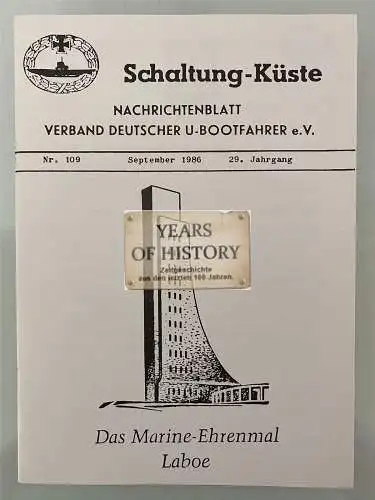 Schaltung-Küste
NACHRICHTENBLATT
VERBAND DEUTSCHER U-BOOTFAHRER e.V.
Nr. 109 September 1986 29. Jahrgang
YEARS
OF HISTORY
Zeitgeschichte
aus den letzten 100 Jahren.
Das Marine-Ehrenmal
Laboe